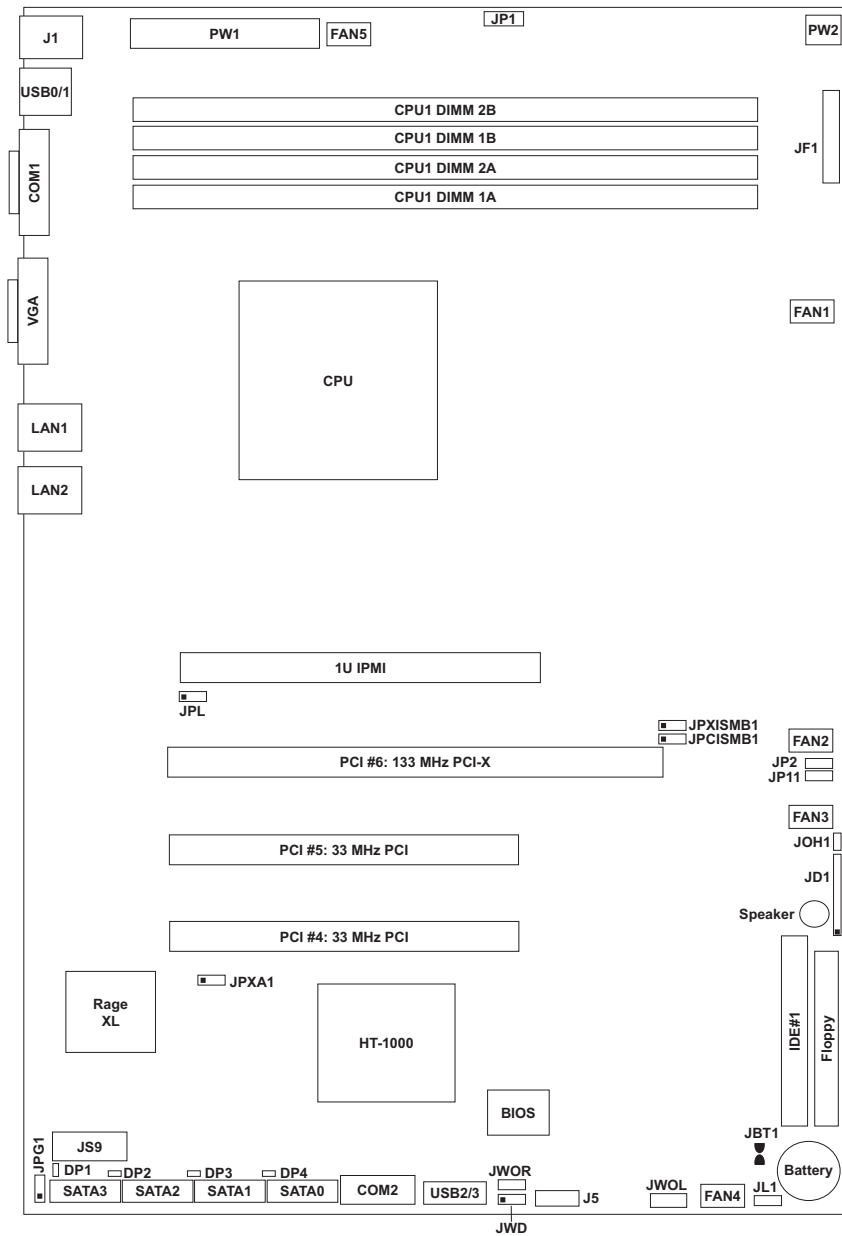 JP1
J1
PW1
FAN5
PW2
USB0/1
CPU1 DIMM 2B
CPU1 DIMM 1B
JF1
COM1
CPU1 DIMM 2A
CPU1 DIMM 1A
VGA
FAN1
CPU
LAN1
LAN2
1U IPMI
JPL
JPXISMB1
JPCISMB1
FAN2
PCI #6: 133 MHz PCI-X
JP2
JP11
FAN3
JOH1
PCI #5: 33 MHz PCI
JD1
Speaker
PCI #4: 33 MHz PCI
JPXA1
Rage
XL
HT-1000
IDE#1
Floppy
BIOS
JPG1
JS9
JBT1
DP1
DP2
DP3
DP4
Battery
SATA3
SATA2
SATA1
SATA0
COM2
USB2/3
JWOR
J5
JWOL
FAN4
JL1
JWD